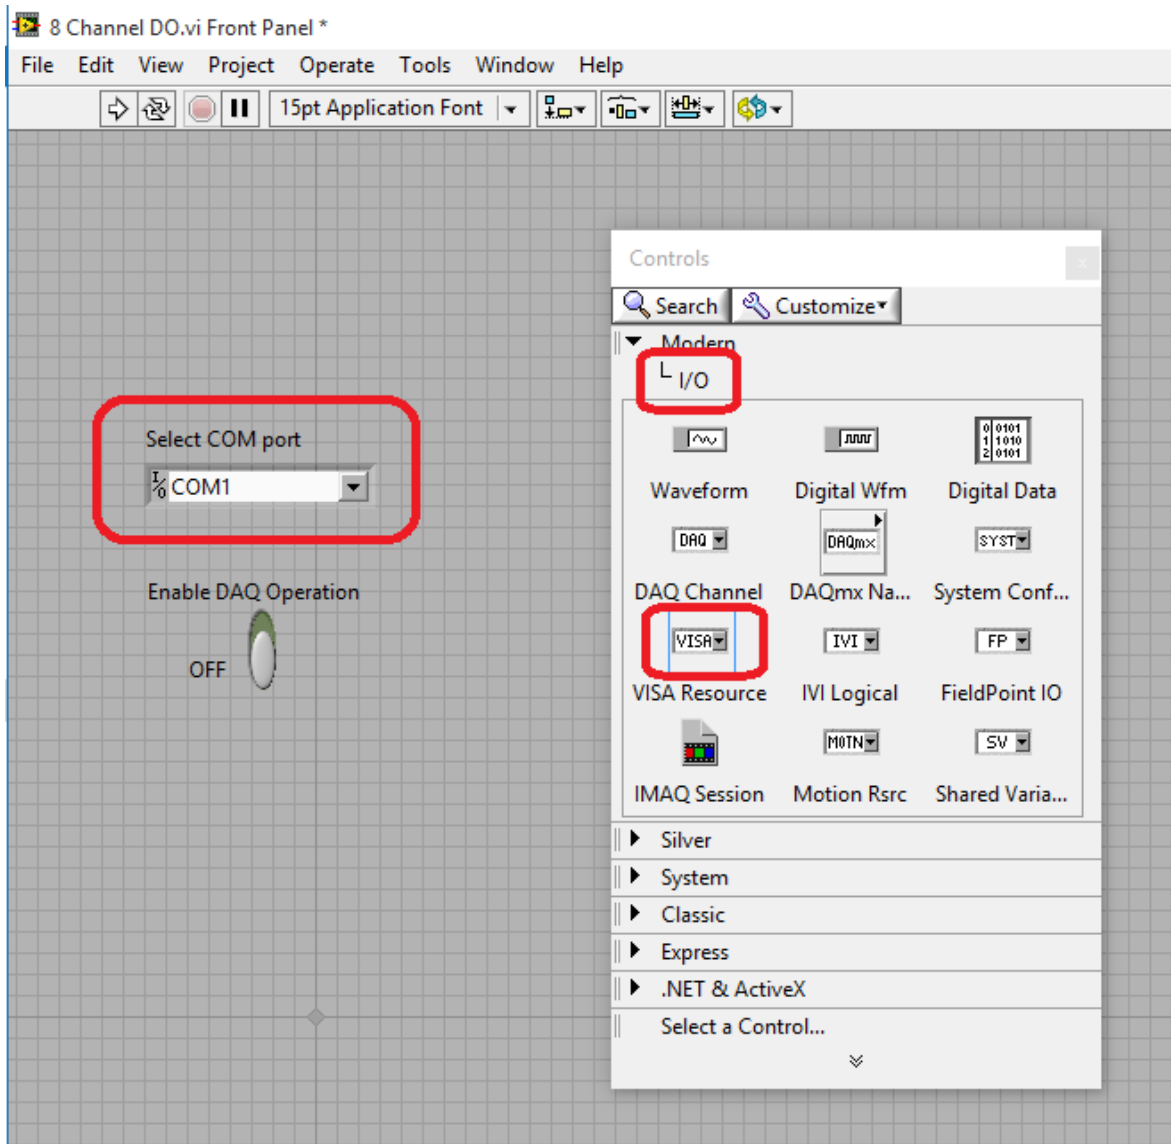 8 Channel DO.vi Front Panel *
File Edit View Project Operate Tools Window Help
15pt Application Font
Controls
Search Customize
Modern
I/O
Select COM port
I/O COM1
Enable DAQ Operation
OFF
0 0101
1 1010
2 0101
Waveform Digital Wfm Digital Data
DAQ DAQmx SYST
DAQ Channel DAQmx Na... System Conf...
VISA IVI FP
VISA Resource IVI Logical FieldPoint IO
MOTN SV
IMAQ Session Motion Rsrc Shared Varia...
Silver
System
Classic
Express
.NET & ActiveX
Select a Control...